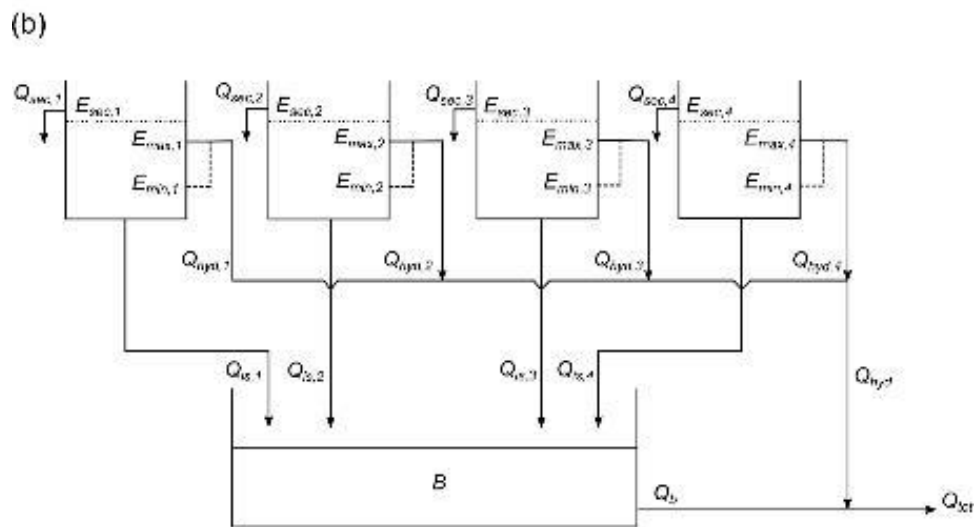 (b)
Q_sec,1 E_sec,1 Q_sec,2 E_sec,2 Q_sec,3 E_sec,3 Q_sec,4 E_sec,4
E_max,1 E_max,2 E_max,3 E_max,4
E_min,1 E_min,2 E_min,3 E_min,4
Q_hyd,1 Q_hyd,2 Q_hyd,3 Q_hyd,4
Q_is,1 Q_is,2 Q_is,3 Q_is,4 Q_hyd
B Q_b Q_tot